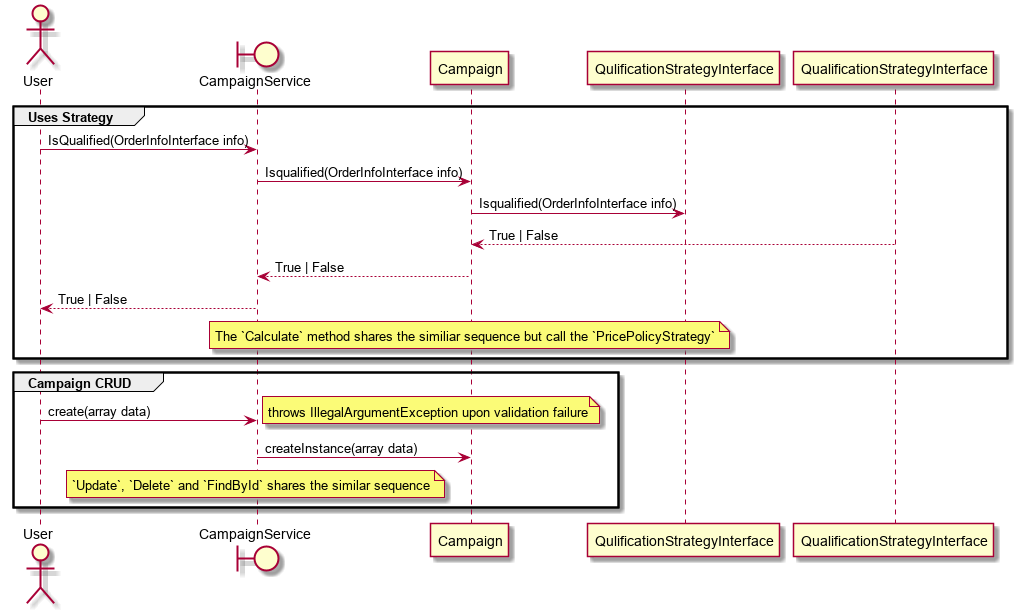 User
CampaignService
Campaign
QulificationStrategyInterface
QualificationStrategyInterface
Uses Strategy
IsQualified(OrderInfoInterface info)
Isqualified(OrderInfoInterface info)
Isqualified(OrderInfoInterface info)
True | False
True | False
True | False
The `Calculate` method shares the similiar sequence but call the `PricePolicyStrategy`
Campaign CRUD
create(array data)
throws IllegalArgumentException upon validation failure
createInstance(array data)
`Update`, `Delete` and `FindById` shares the similar sequence
User
CampaignService
Campaign
QulificationStrategyInterface
QualificationStrategyInterface